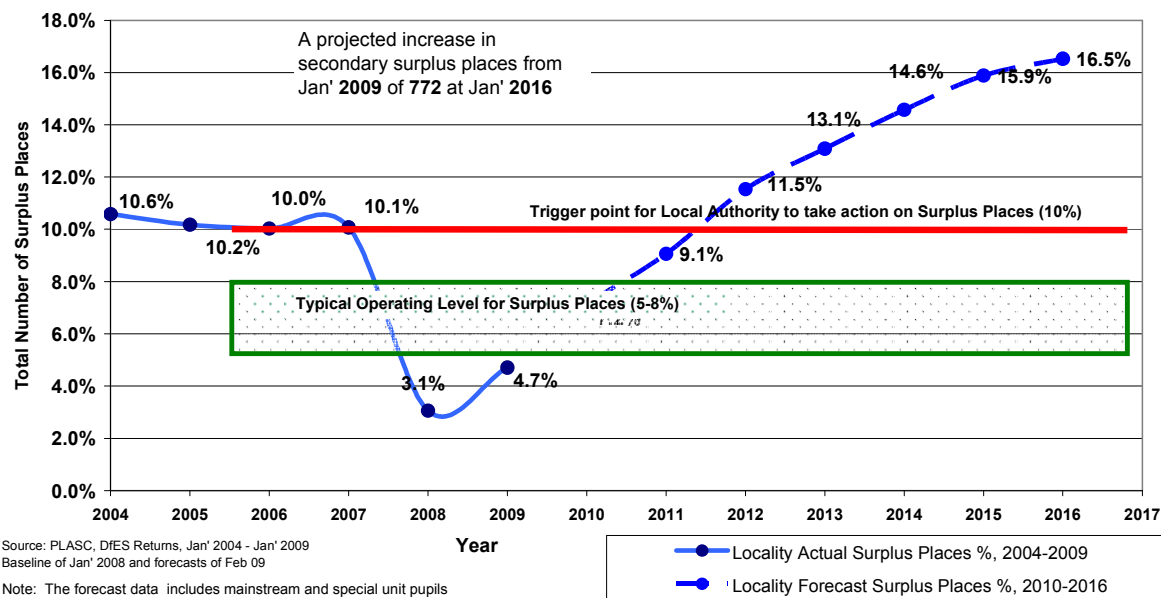 18.0%
16.0%
14.0%
12.0%
10.0%
8.0%
6.0%
4.0%
2.0%
0.0%
Total Number of Surplus Places
A projected increase in
secondary surplus places from
Jan' 2009 of 772 at Jan' 2016
10.6%
10.2%
10.0%
10.1%
3.1%
4.7%
9.1%
11.5%
13.1%
14.6%
15.9%
16.5%
Trigger point for Local Authority to take action on Surplus Places (10%)
Typical Operating Level for Surplus Places (5-8%)
2004 2005 2006 2007 2008 2009 2010 2011 2012 2013 2014 2015 2016 2017
Year
Source: PLASC, DfES Returns, Jan' 2004 - Jan' 2009
Baseline of Jan' 2008 and forecasts of Feb 09
Note: The forecast data includes mainstream and special unit pupils
Locality Actual Surplus Places %, 2004-2009
Locality Forecast Surplus Places %, 2010-2016